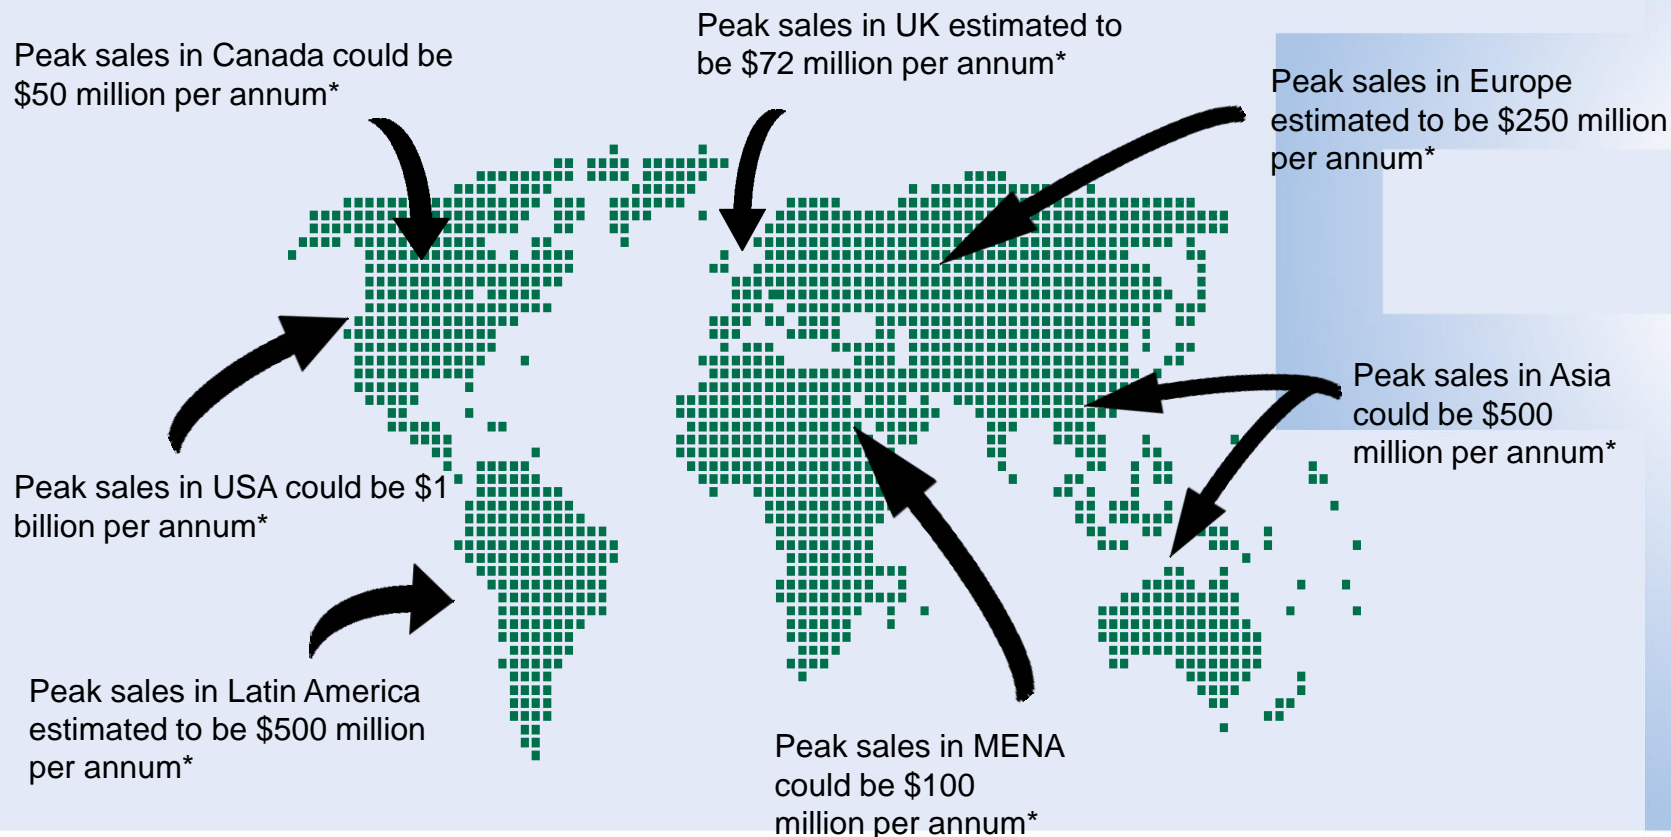 Peak sales in Canada could be
$50 million per annum*
Peak sales in UK estimated to
be $72 million per annum*
Peak sales in Europe
estimated to be $250 million
per annum*
Peak sales in Asia
could be $500
million per annum*
Peak sales in USA could be $1
billion per annum*
Peak sales in Latin America
estimated to be $500 million
per annum*
Peak sales in MENA
could be $100
million per annum*